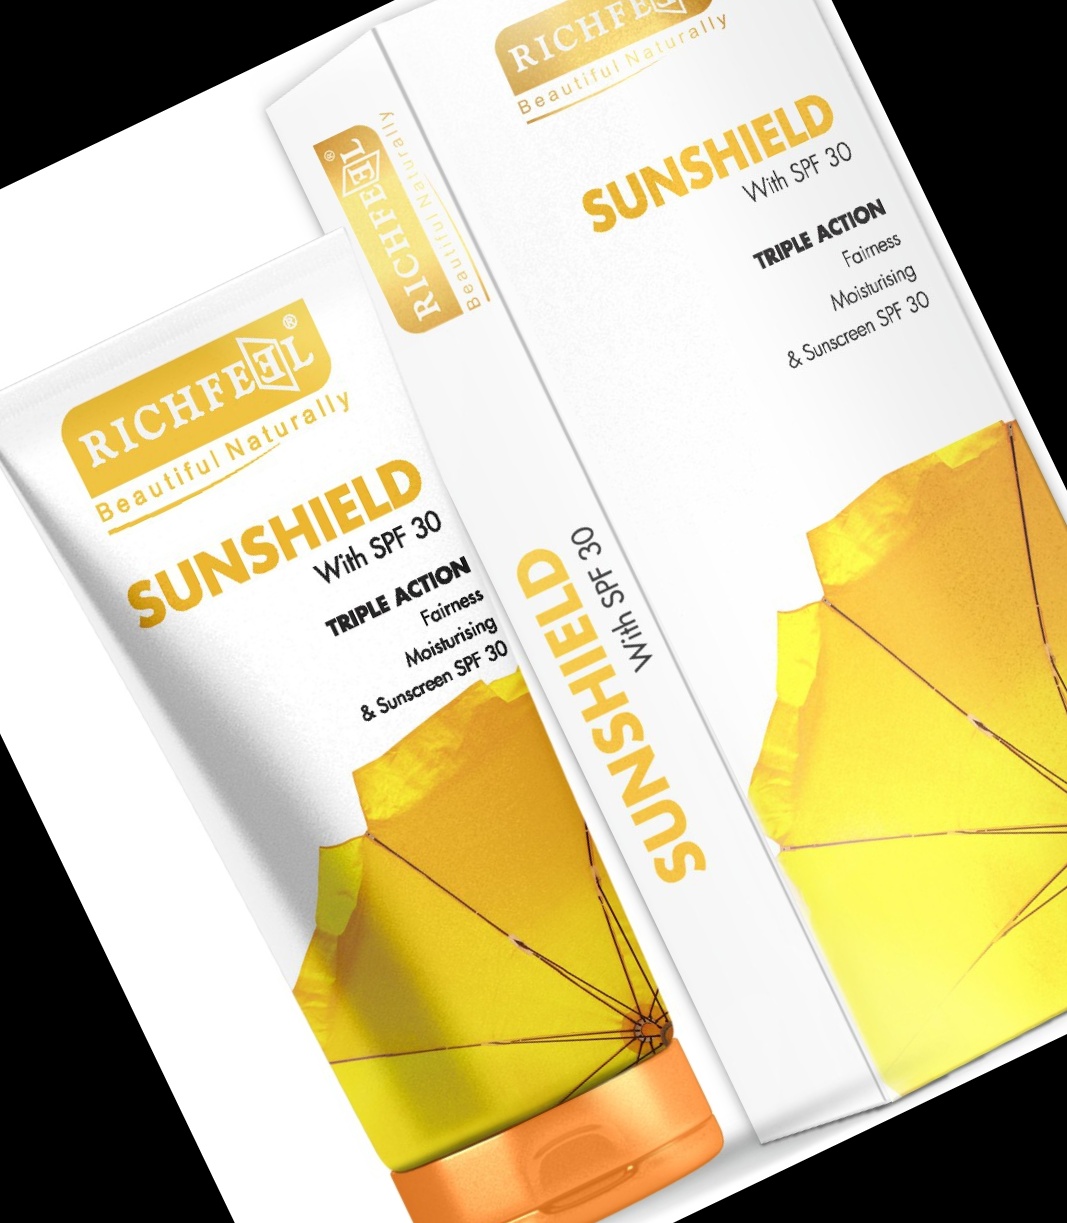 RICHFEEL®
Beautiful Naturally
SUNSHIELD
With SPF 30
TRIPLE ACTION
Fairness
Moisturising
& Sunscreen SPF 30
RICHFEEL®
Beautiful Naturally
SUNSHIELD
With SPF 30
RICHFEEL
Beautiful Naturally
SUNSHIELD
With SPF 30
TRIPLE ACTION
Fairness
Moisturising
& Sunscreen SPF 30